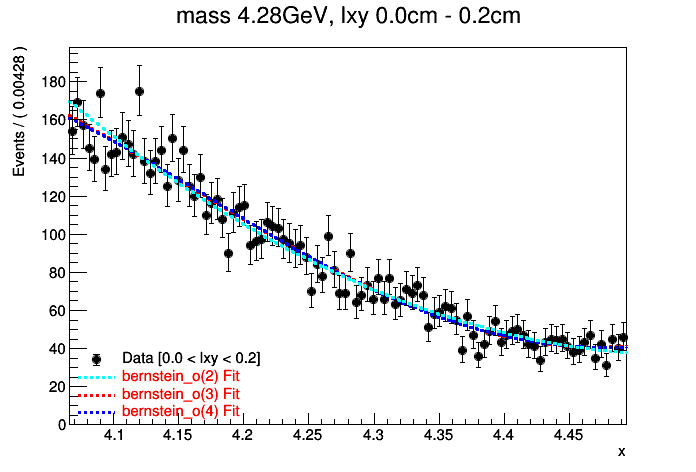 mass 4.28GeV, lxy 0.0cm - 0.2cm
Events / ( 0.00428 )
180
160
140
120
100
80
60
40
20
0
Data [0.0 < lxy < 0.2]
bernstein_o(2) Fit
bernstein_o(3) Fit
bernstein_o(4) Fit
4.1 4.15 4.2 4.25 4.3 4.35 4.4 4.45
x